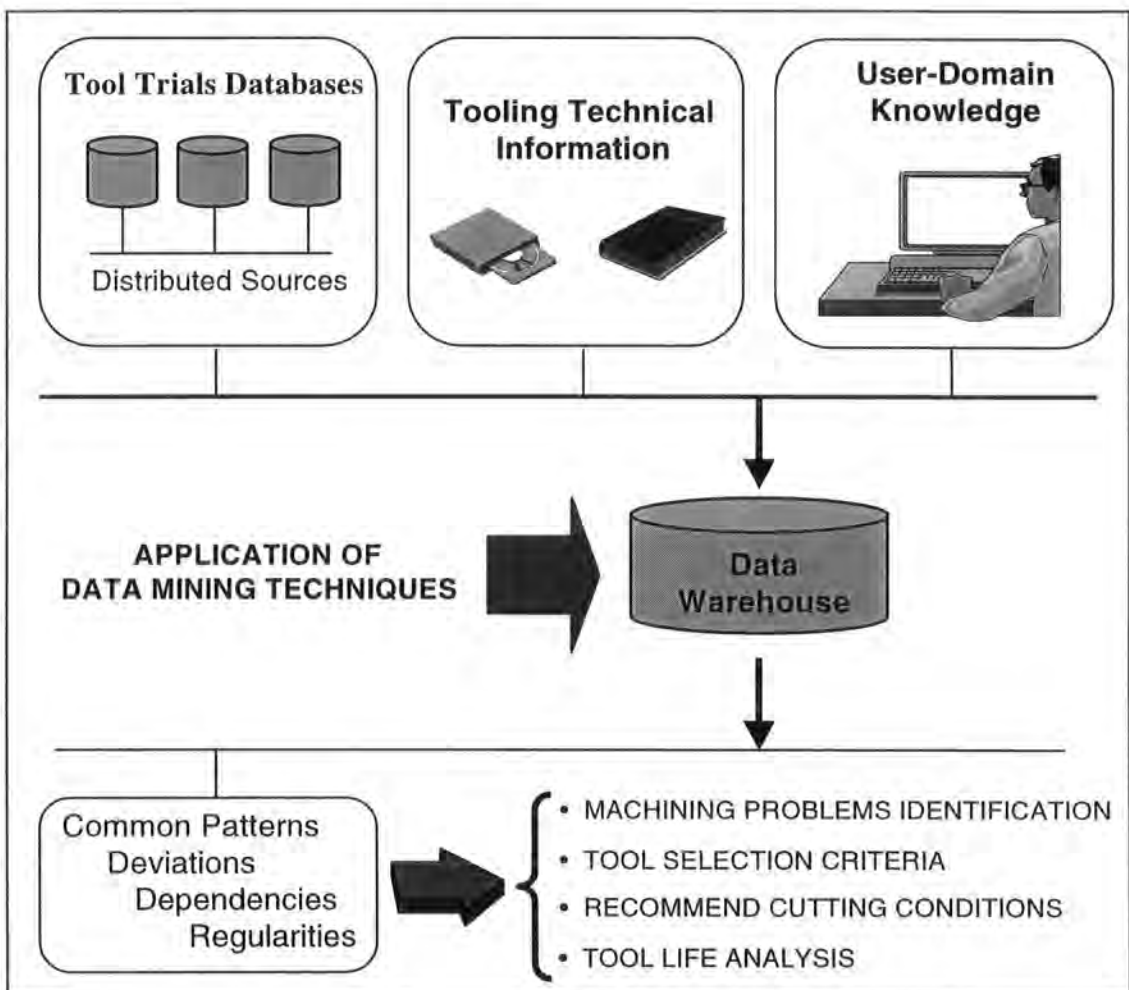 Tool Trials Databases
Distributed Sources
Tooling Technical
Information
User-Domain
Knowledge
APPLICATION OF
DATA MINING TECHNIQUES
Data
Warehouse
Common Patterns
Deviations
Dependencies
Regularities
• MACHINING PROBLEMS IDENTIFICATION
• TOOL SELECTION CRITERIA
• RECOMMEND CUTTING CONDITIONS
• TOOL LIFE ANALYSIS